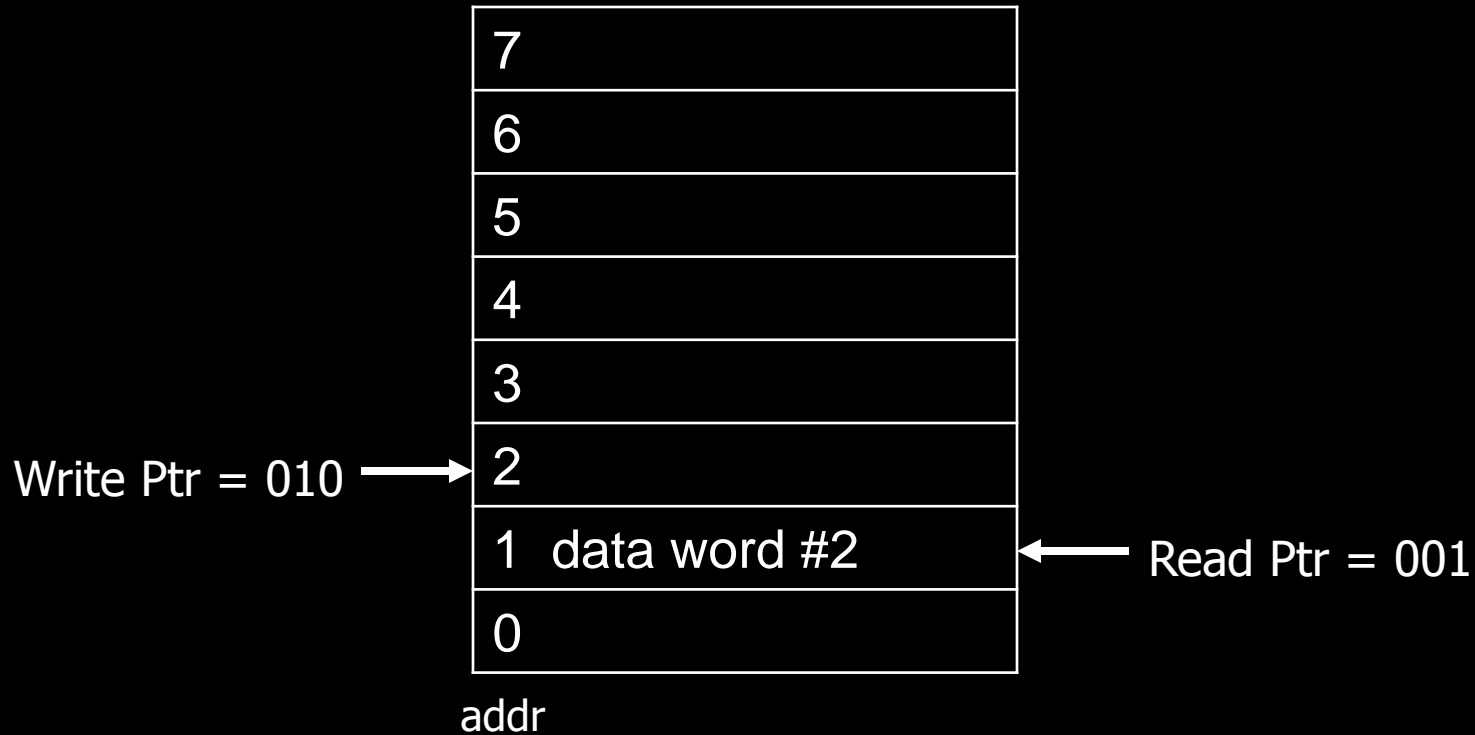 7
6
5
4
3
Write Ptr = 010
2
1 data word #2
Read Ptr = 001
0
addr